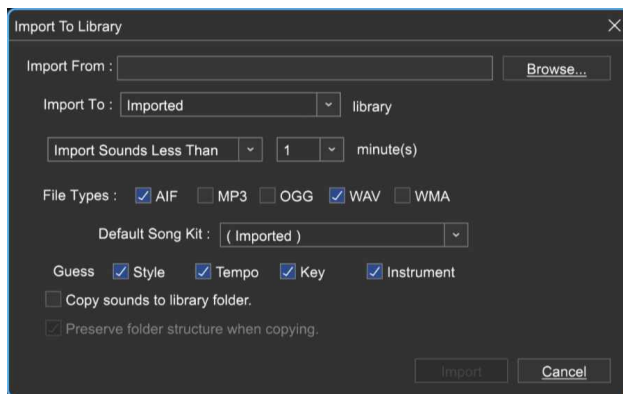 Import To Library
Import From : Browse...
Import To : Imported library
Import Sounds Less Than 1 minute(s)
File Types : AIF MP3 OGG WAV WMA
Default Song Kit : ( Imported )
Guess Style Tempo Key Instrument
Copy sounds to library folder.
Preserve folder structure when copying.
Import Cancel